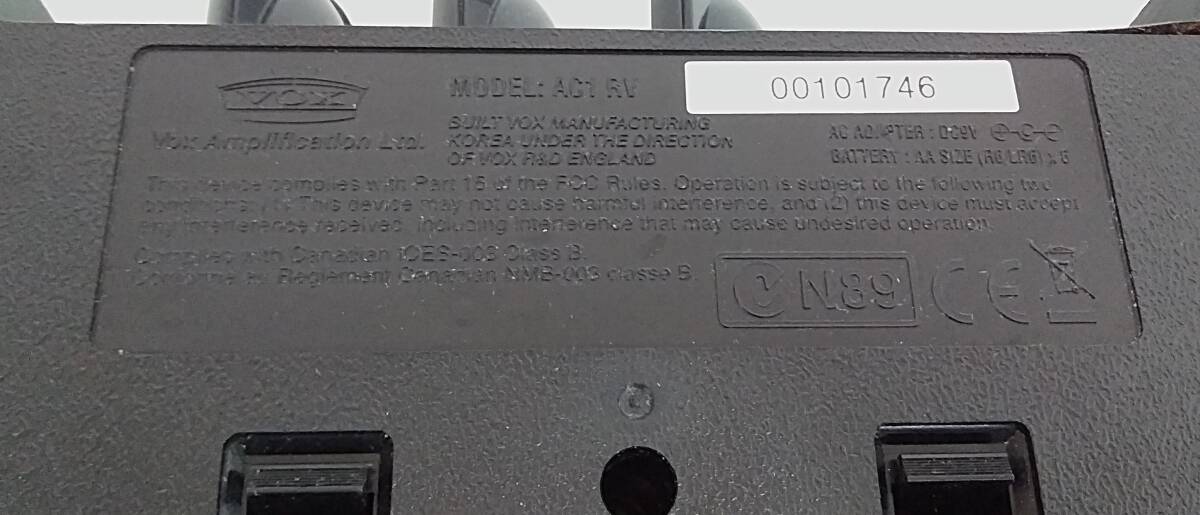 VOX
Vox Amplification Ltd.
MODEL: AC1 RV
00101746
BUILT VOX MANUFACTURING
KOREA UNDER THE DIRECTION
OF VOX R&D ENGLAND
AC ADAPTER : DC9V
BATTERY : AA SIZE (R6/LR6) x 6
This device complies with Part 15 of the FCC Rules. Operation is subject to the following two
conditions: (1) This device may not cause harmful interference, and (2) this device must accept
any interference received, including interference that may cause undesired operation.
Complies with Canadian ICES-003 Class B.
Conforme au Reglement Canadian NMB-003 classe B.
N89
CE